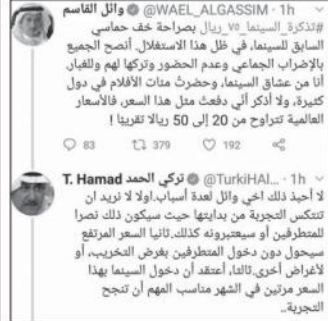 وائل القاسم @WAEL_ALGASSIM · 1h
#تذكرة_السينما_٧٥_ريال بصراحة خف حماسي
السابق للسينما، في ظل هذا الاستغلال. أنصح الجميع
بالإضراب الجماعي وعدم الحضور وتركها لهم وللغبار.
أنا من عشاق السينما، وحضرتُ مئات الأفلام في دول
كثيرة، ولا أذكر أني دفعتُ مثل هذا السعر، فالأسعار
العالمية تتراوح من 20 إلى 50 ريالا تقريبًا !
83 379 192
T. Hamad تركي الحمد @TurkiHAl... · 1h
لا أحبذ ذلك اخي وائل لعدة أسباب.اولا لا نريد ان
تنتكس التجربة من بدايتها حيث سيكون ذلك نصرا
للمتطرفين أو سيعتبرونه كذلك.ثانيا السعر المرتفع
سيحول دون دخول المتطرفين بغرض التخريب، أو
لأغراض أخرى.ثالثا، أعتقد أن دخول السينما بهذا
السعر مرتين في الشهر مناسب المهم أن تنجح
التجربة..